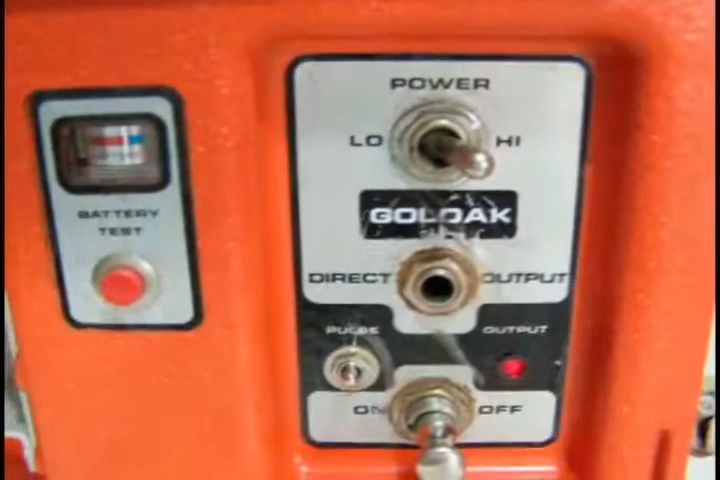 POWER
LO HI
GOLDAK
DIRECT OUTPUT
PULSE OUTPUT
ON OFF
BATTERY
TEST